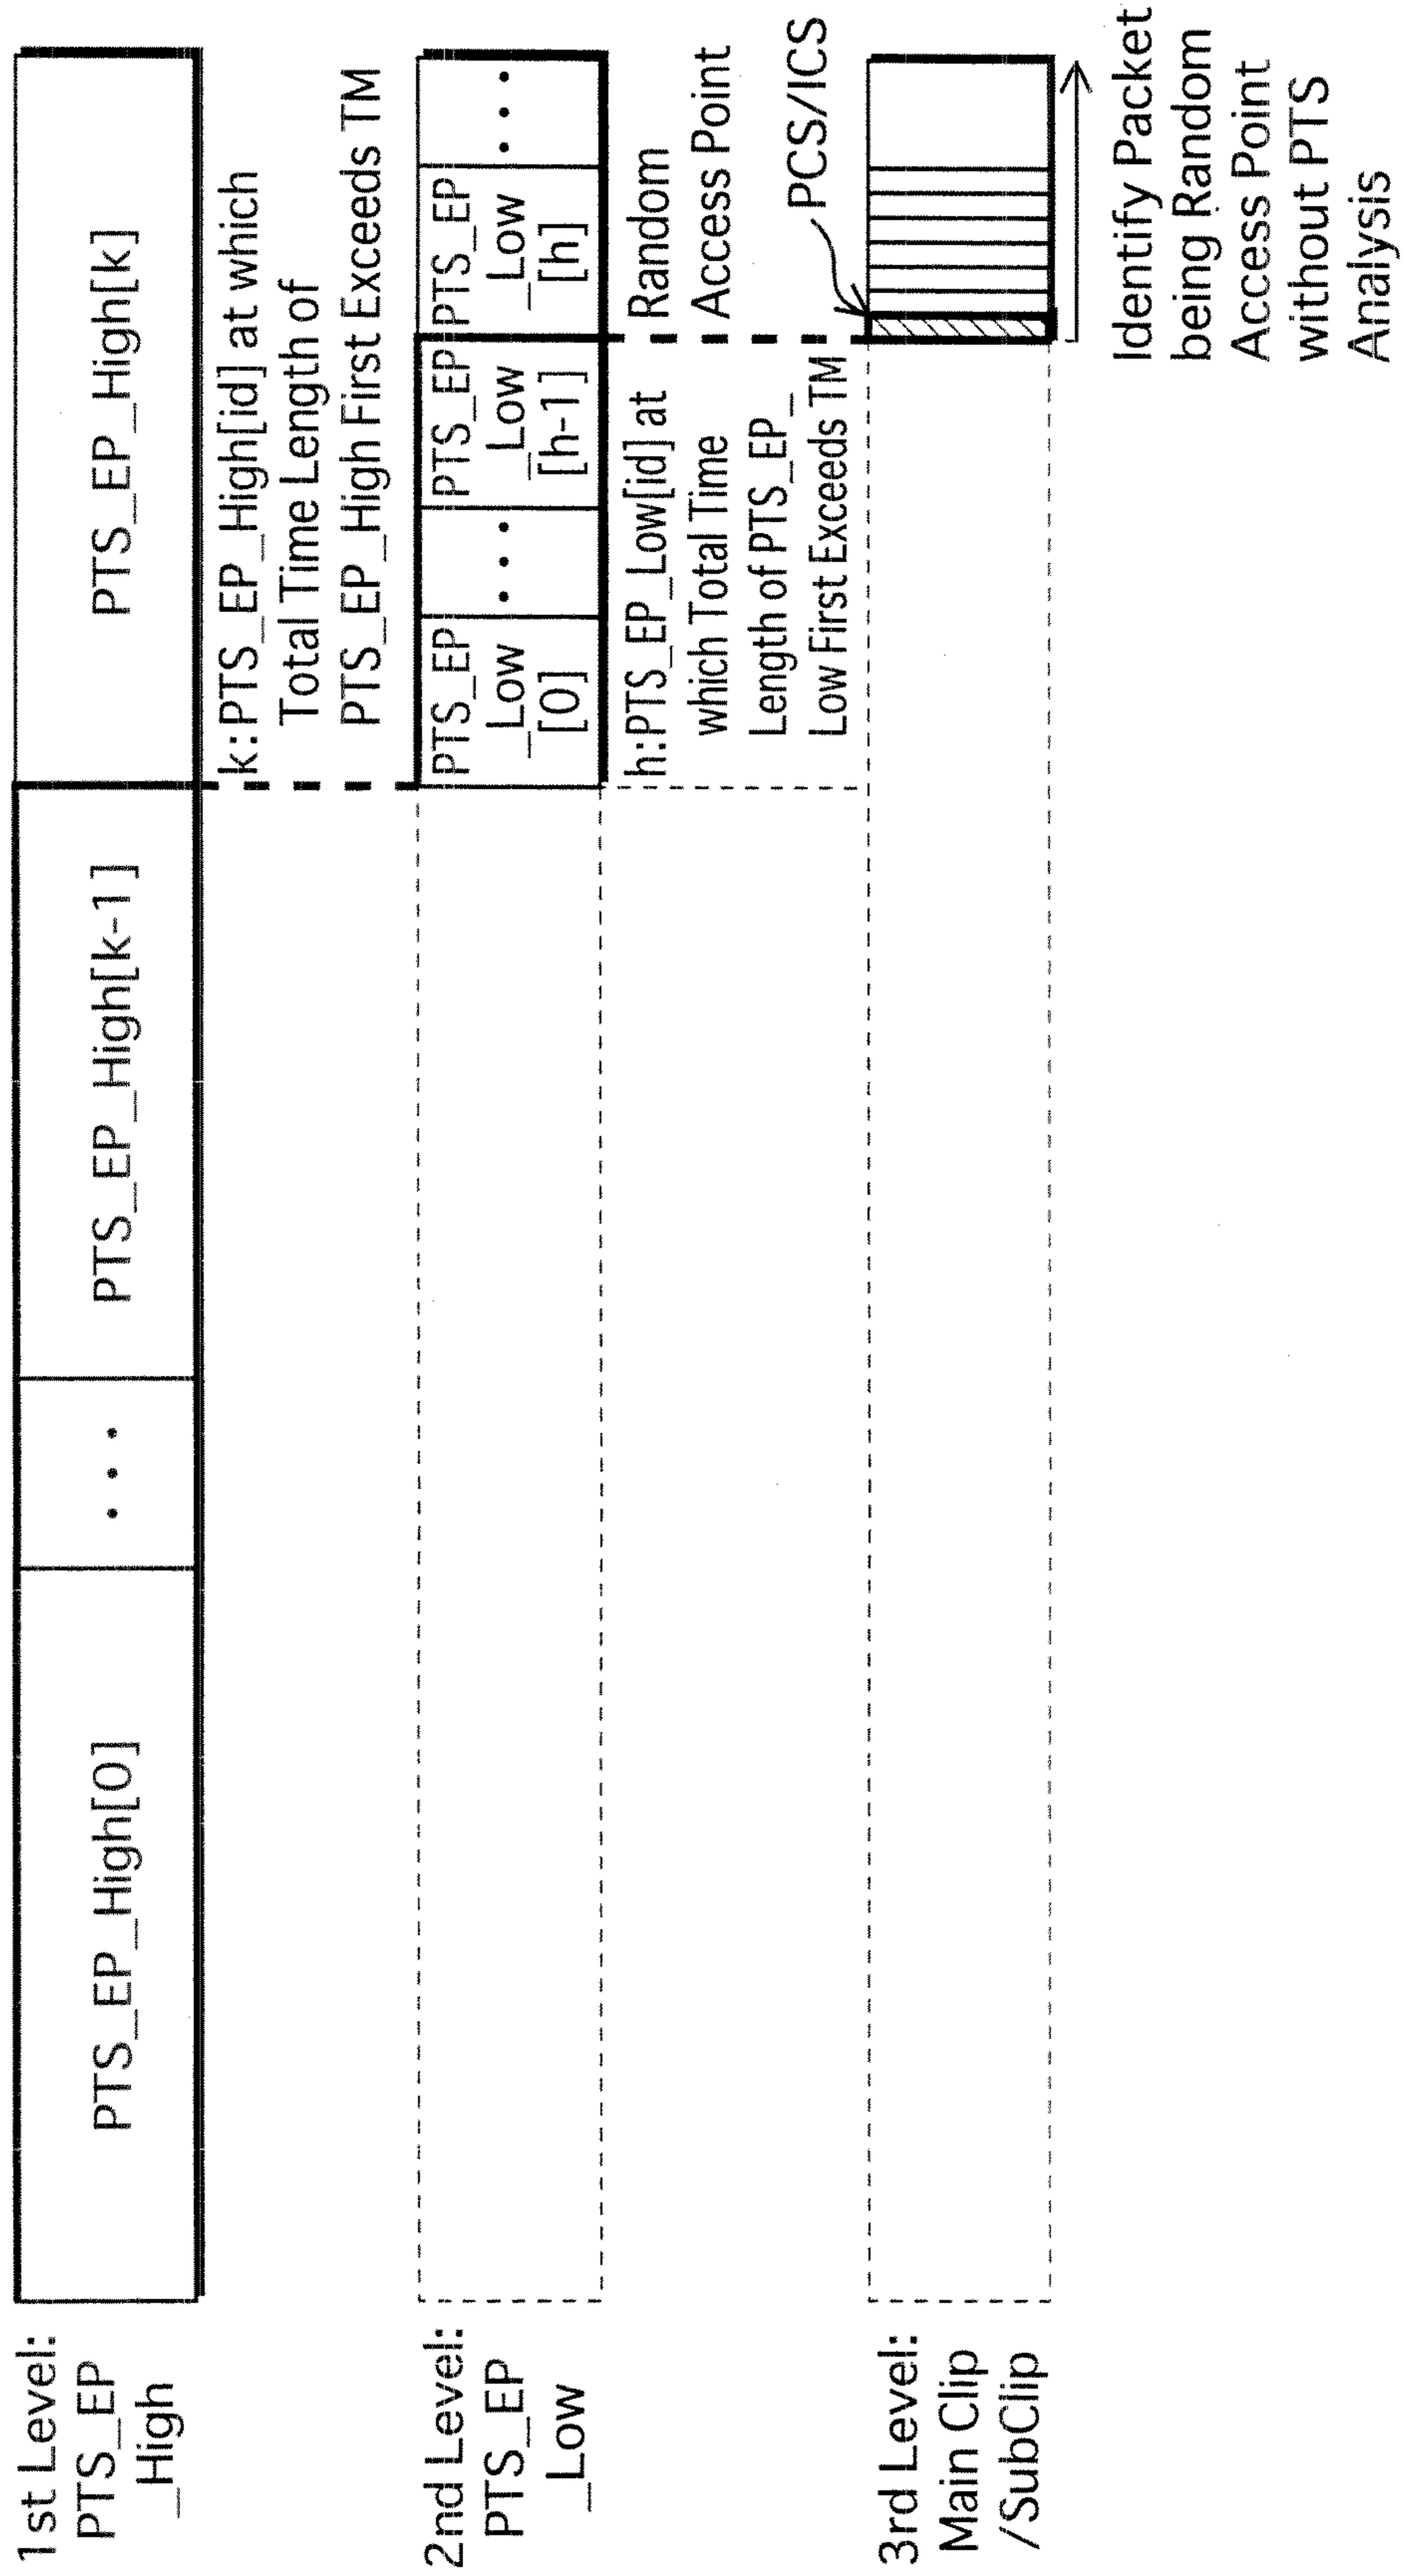 1st Level:
PTS_EP
_High
PTS_EP_High[0]
• • •
PTS_EP_High[k-1]
PTS_EP_High[k]
k:PTS_EP_High[id] at which
Total Time Length of
PTS_EP_High First Exceeds TM
2nd Level:
PTS_EP
_Low
PTS_EP
_Low
[0]
• • •
PTS_EP
_Low
[h-1]
PTS_EP
_Low
[h]
• • •
h:PTS_EP_Low[id] at
which Total Time
Length of PTS_EP_
Low First Exceeds TM
Random
Access Point
PCS/ICS
3rd Level:
Main Clip
/SubClip
Identify Packet
being Random
Access Point
without PTS
Analysis